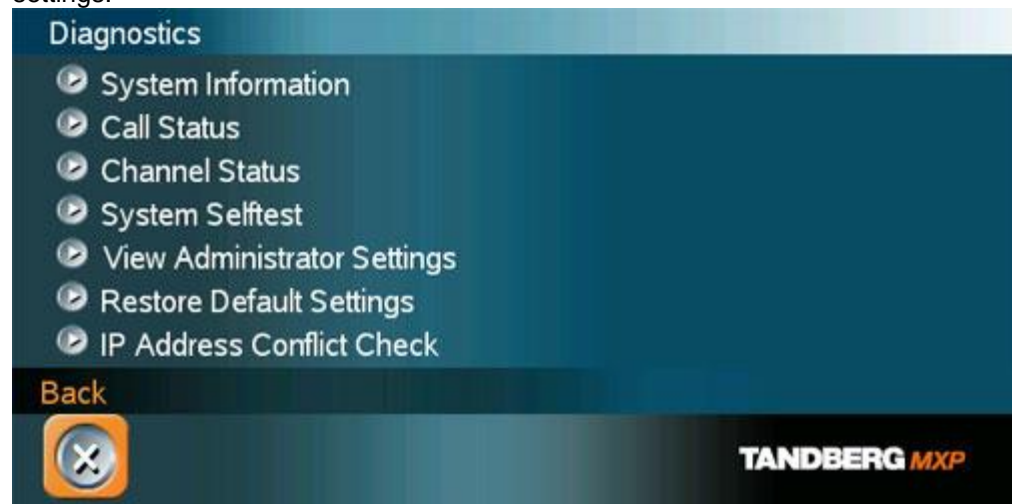 settings.
Diagnostics
System Information
Call Status
Channel Status
System Selftest
View Administrator Settings
Restore Default Settings
IP Address Conflict Check
Back
TANDBERG MXP